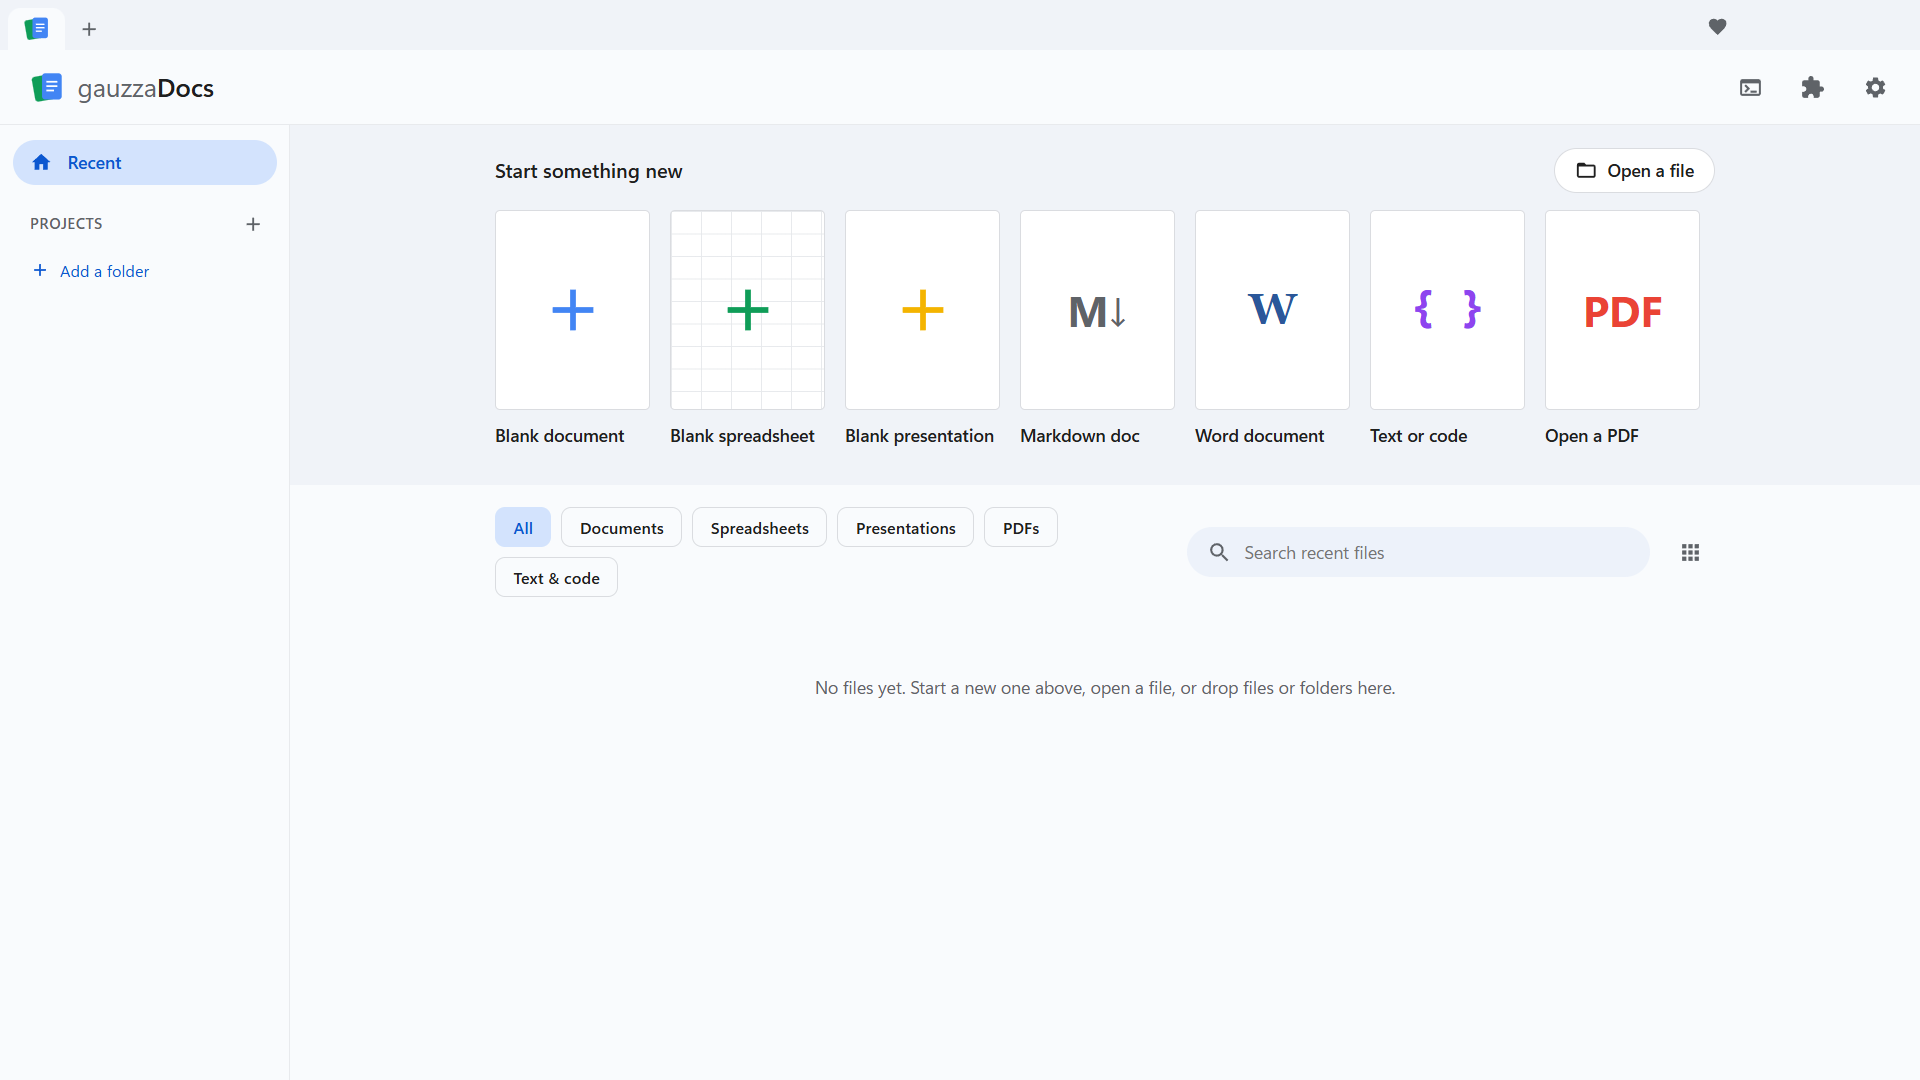 gauzzaDocs
Recent
PROJECTS
Add a folder
Start something new
Open a file
M↓
W
{ }
PDF
Blank document
Blank spreadsheet
Blank presentation
Markdown doc
Word document
Text or code
Open a PDF
All
Documents
Spreadsheets
Presentations
PDFs
Text & code
Search recent files
No files yet. Start a new one above, open a file, or drop files or folders here.